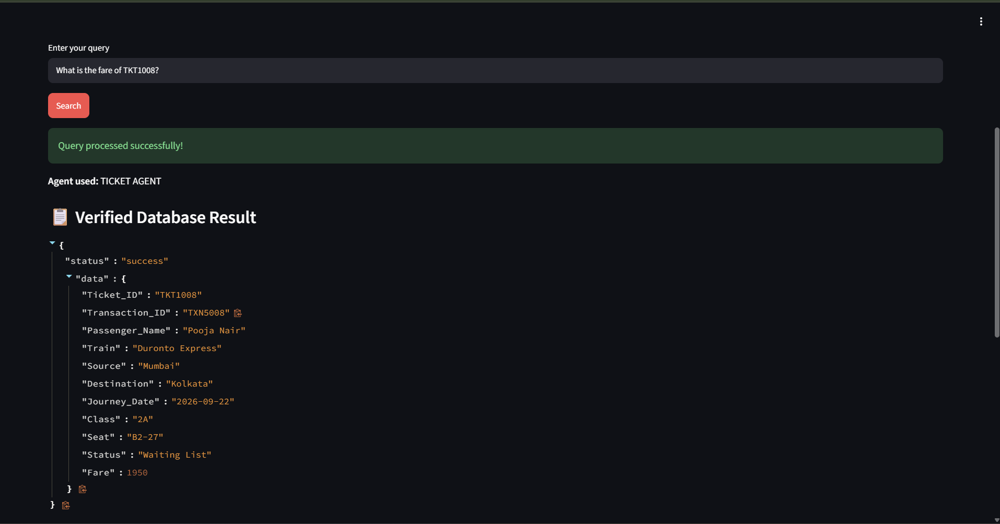 Enter your query
What is the fare of TKT1008?
Search
Query processed successfully!
Agent used: TICKET AGENT
📋 Verified Database Result
{
"status" : "success"
"data" : {
"Ticket_ID" : "TKT1008"
"Transaction_ID" : "TXN5008"
"Passenger_Name" : "Pooja Nair"
"Train" : "Duronto Express"
"Source" : "Mumbai"
"Destination" : "Kolkata"
"Journey_Date" : "2026-09-22"
"Class" : "2A"
"Seat" : "B2-27"
"Status" : "Waiting List"
"Fare" : 1950
}
}